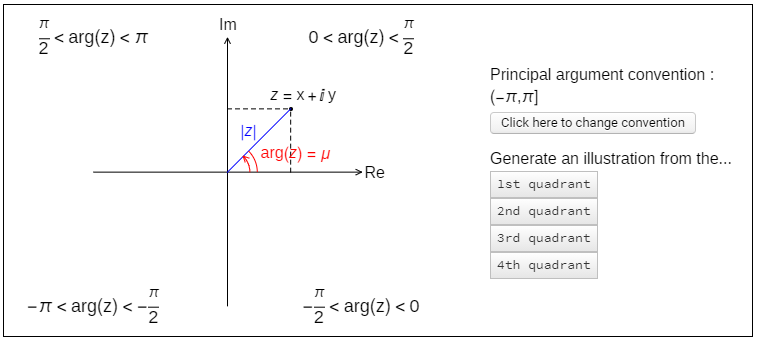 π/2 < arg(z) < π
Im
0 < arg(z) < π/2
z = x + i y
|z|
arg(z) = μ
Re
−π < arg(z) < −π/2
−π/2 < arg(z) < 0
Principal argument convention :
(−π,π]
Click here to change convention
Generate an illustration from the...
1st quadrant
2nd quadrant
3rd quadrant
4th quadrant